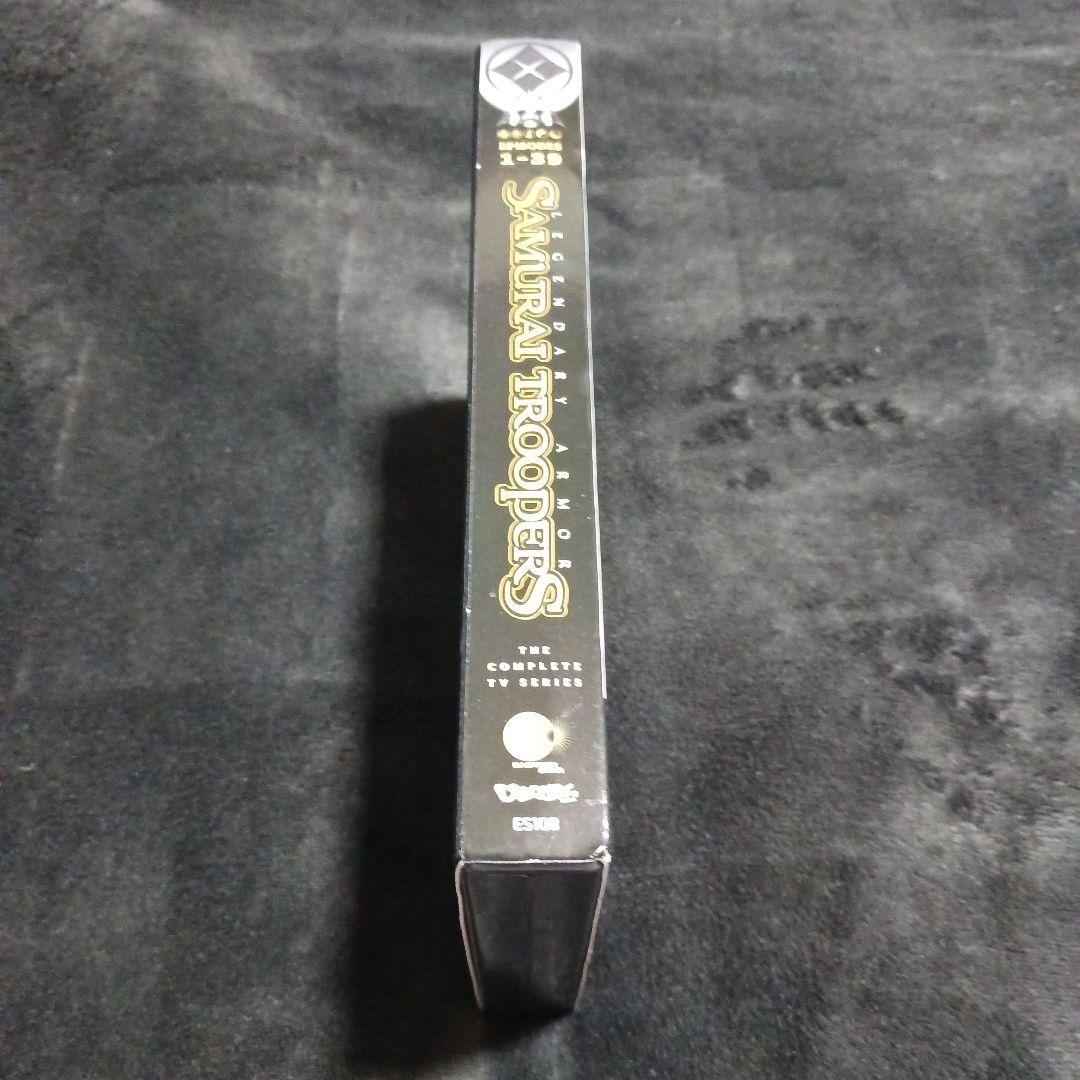 EPISODES
1-39
LEGENDARY ARMOR
SAMURAI TROOPERS
THE
COMPLETE
TV SERIES
ES108